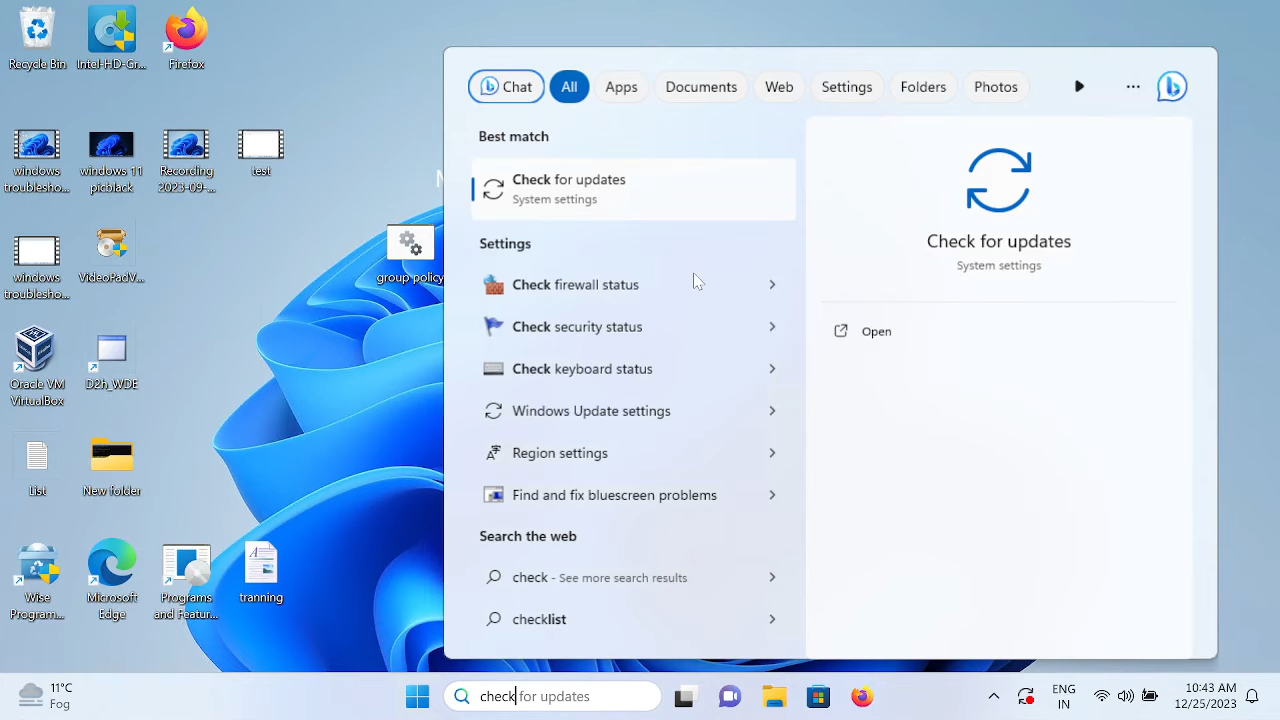 Recycle Bin
Intel-HD-Gr...
Firefox
windows
troublesho...
windows 11
picblack
Recording
2023-09-...
test
windows
troublesho...
VideoPadV...
group policy
Oracle VM
VirtualBox
D2h_WDE
List
New folder
Wise
Program...
Microsoft
Edge
Programs
and Featur...
tranning
Chat
All
Apps
Documents
Web
Settings
Folders
Photos
Best match
Check for updates
System settings
Settings
Check firewall status
Check security status
Check keyboard status
Windows Update settings
Region settings
Find and fix bluescreen problems
Search the web
check - See more search results
checklist
Check for updates
System settings
Open
11°C
Fog
check for updates
ENG
IN
10:43 AM
12/25/2023